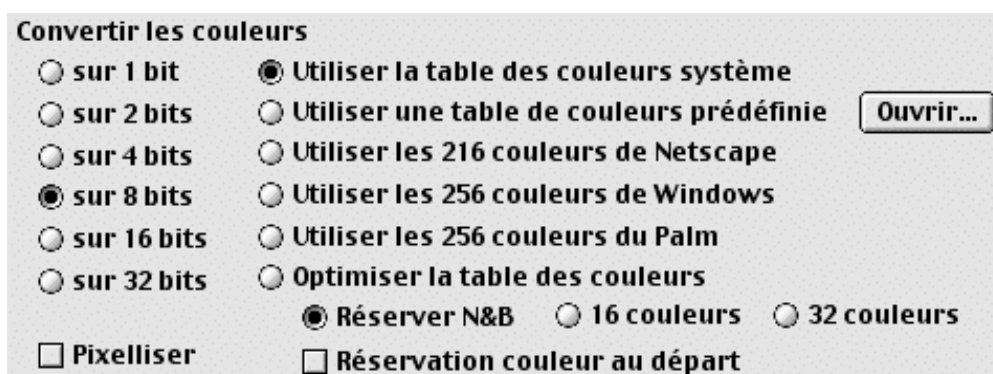 Convertir les couleurs
sur 1 bit
Utiliser la table des couleurs système
sur 2 bits
Utiliser une table de couleurs prédéfinie
Ouvrir...
sur 4 bits
Utiliser les 216 couleurs de Netscape
sur 8 bits
Utiliser les 256 couleurs de Windows
sur 16 bits
Utiliser les 256 couleurs du Palm
sur 32 bits
Optimiser la table des couleurs
Réserver N&B
16 couleurs
32 couleurs
Pixelliser
Réservation couleur au départ